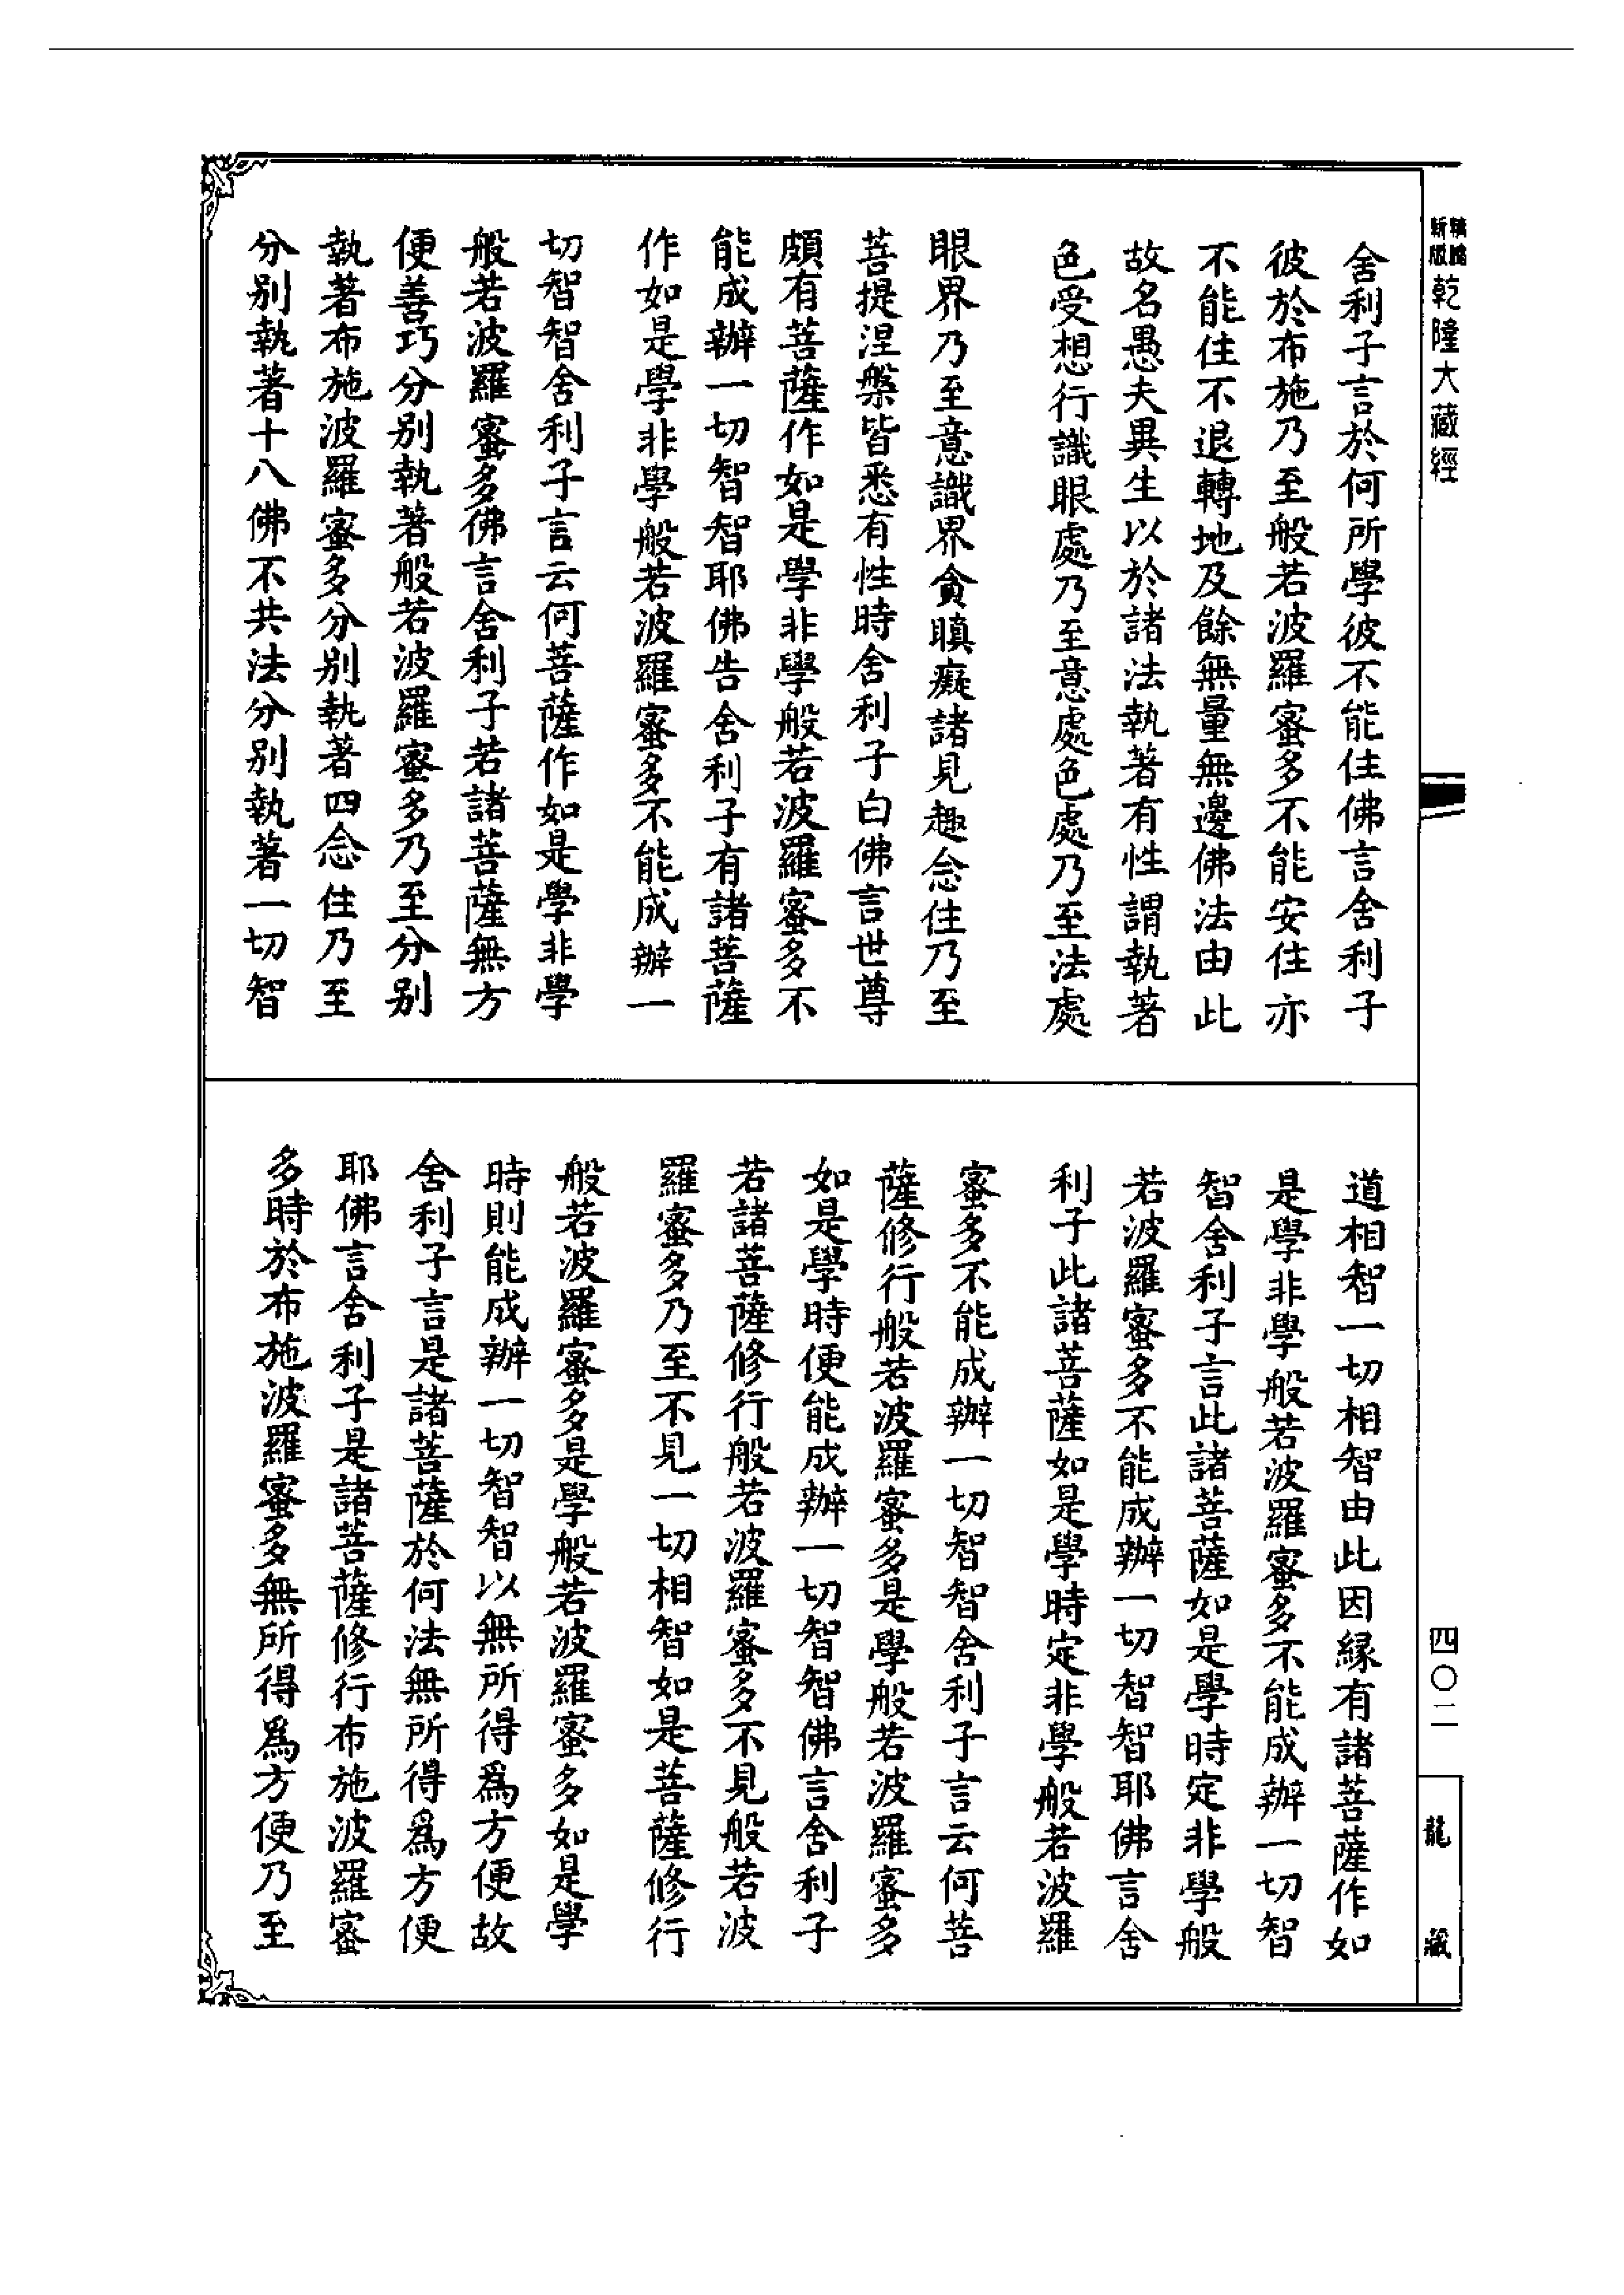 新版
乾隆大藏經
舍利子言於何所學彼不能住佛言舍利子
彼於布施乃至般若波羅蜜多不能安住亦
不能住不退轉地及餘無量無邊佛法由此
故名愚夫異生以於諸法執著有性謂執著
色受想行識眼處乃至意處色處乃至法處
眼界乃至意識界貪瞋癡諸見趣念住乃至
菩提涅槃皆悉有性時舍利子白佛言世尊
頗有菩薩作如是學非學般若波羅蜜多不
能成辦一切智智耶佛告舍利子有諸菩薩
作如是學非學般若波羅蜜多不能成辦一
切智智舍利子言云何菩薩作如是學非學
般若波羅蜜多佛言舍利子若諸菩薩無方
便善巧分別執著般若波羅蜜多乃至分別
執著布施波羅蜜多分別執著四念住乃至
分別執著十八佛不共法分別執著一切智
道相智一切相智由此因緣有諸菩薩作如
是學非學般若波羅蜜多不能成辦一切智
智舍利子言此諸菩薩如是學時定非學般
若波羅蜜多不能成辦一切智智耶佛言舍
利子此諸菩薩如是學時定非學般若波羅
蜜多不能成辦一切智智舍利子言云何菩
薩修行般若波羅蜜多是學般若波羅蜜多
如是學時便能成辦一切智智佛言舍利子
若諸菩薩修行般若波羅蜜多不見般若波
羅蜜多乃至不見一切相智如是菩薩修行
般若波羅蜜多是學般若波羅蜜多如是學
時則能成辦一切智智以無所得爲方便故
舍利子言是諸菩薩於何法無所得爲方便
耶佛言舍利子是諸菩薩修行布施波羅蜜
多時於布施波羅蜜多無所得爲方便乃至
四〇二
龍藏